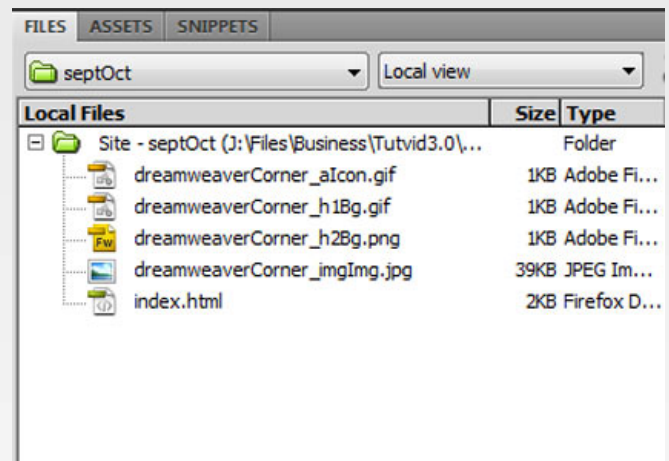 FILES ASSETS SNIPPETS
septOct Local view
Local Files Size Type
Site - septOct (J:\Files\Business\Tutvid3.0\... Folder
dreamweaverCorner_aIcon.gif 1KB Adobe Fi...
dreamweaverCorner_h1Bg.gif 1KB Adobe Fi...
Fw dreamweaverCorner_h2Bg.png 1KB Adobe Fi...
dreamweaverCorner_imgImg.jpg 39KB JPEG Im...
index.html 2KB Firefox D...